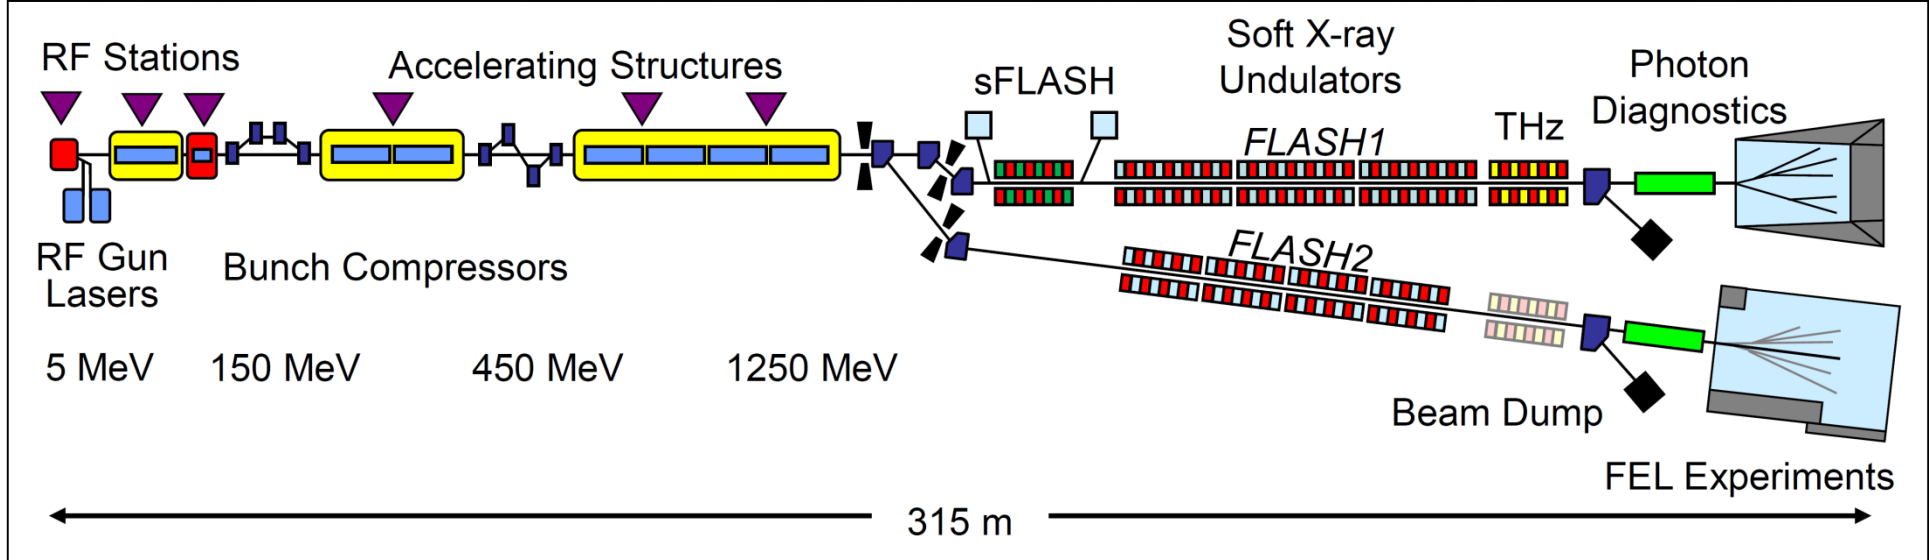 RF Stations
Accelerating Structures
sFLASH
Soft X-ray
Undulators
THz
Photon
Diagnostics
FLASH1
RF Gun
Lasers
Bunch Compressors
FLASH2
5 MeV
150 MeV
450 MeV
1250 MeV
Beam Dump
FEL Experiments
315 m